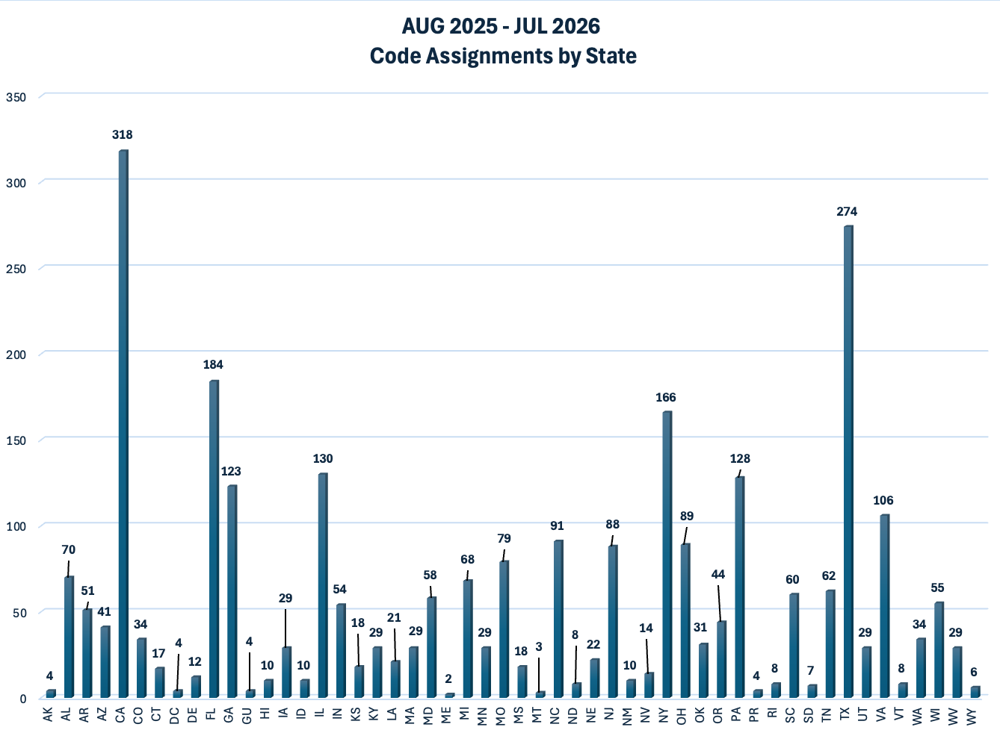 AUG 2025 - JUL 2026
Code Assignments by State
350
300
250
200
150
100
50
0
4
70
51
41
318
34
17
4
12
184
123
4
10
29
10
130
54
18
29
21
29
58
2
68
29
79
18
3
91
8
22
88
10
14
166
89
31
44
128
4
8
60
7
62
274
29
106
8
34
55
29
6
AK
AL
AR
AZ
CA
CO
CT
DC
DE
FL
GA
GU
HI
IA
ID
IL
IN
KS
KY
LA
MA
MD
ME
MI
MN
MO
MS
MT
NC
ND
NE
NJ
NM
NV
NY
OH
OK
OR
PA
PR
RI
SC
SD
TN
TX
UT
VA
VT
WA
WI
WV
WY